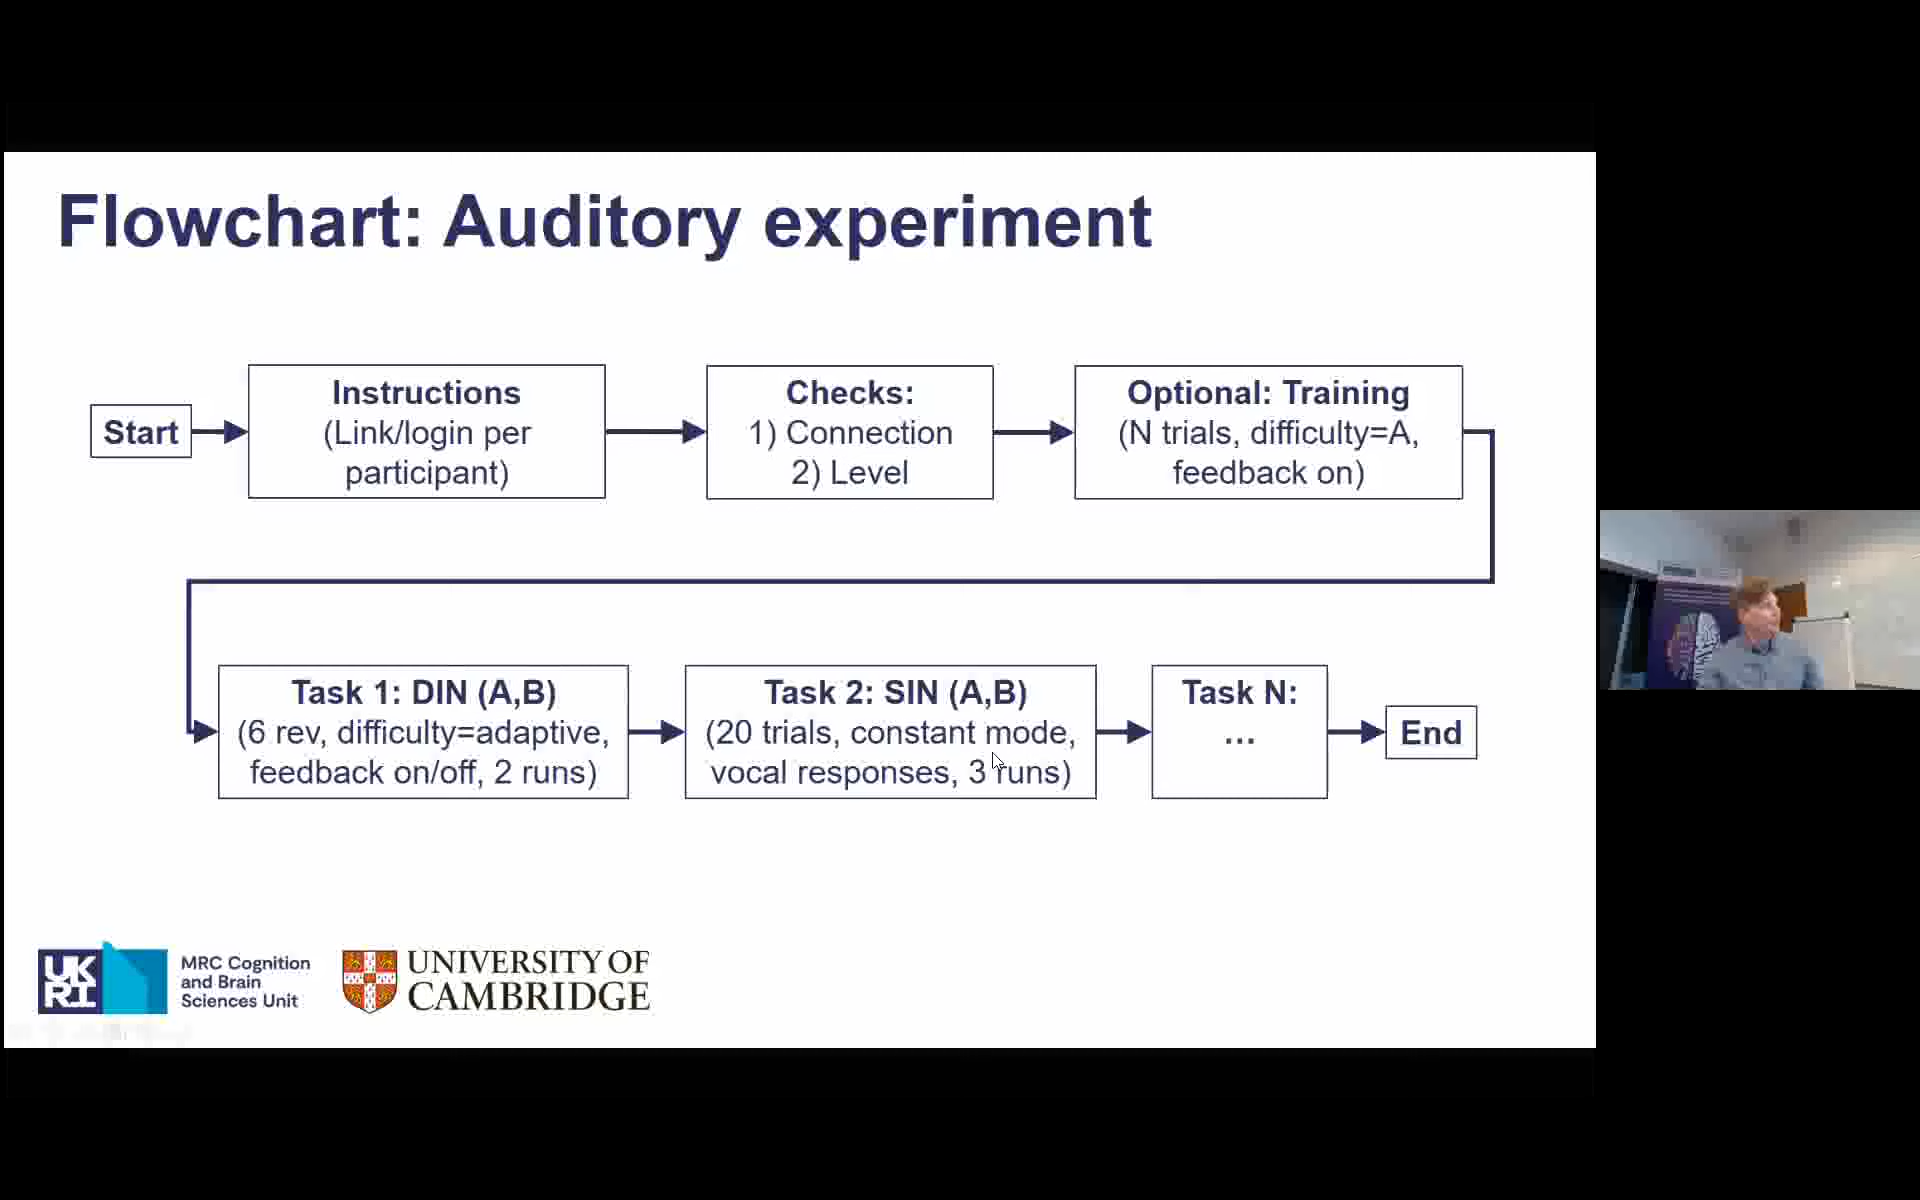 Flowchart: Auditory experiment
Start
Instructions
(Link/login per
participant)
Checks:
1) Connection
2) Level
Optional: Training
(N trials, difficulty=A,
feedback on)
Task 1: DIN (A,B)
(6 rev, difficulty=adaptive,
feedback on/off, 2 runs)
Task 2: SIN (A,B)
(20 trials, constant mode,
vocal responses, 3 runs)
Task N:
...
End
UK
RI
MRC Cognition
and Brain
Sciences Unit
UNIVERSITY OF
CAMBRIDGE